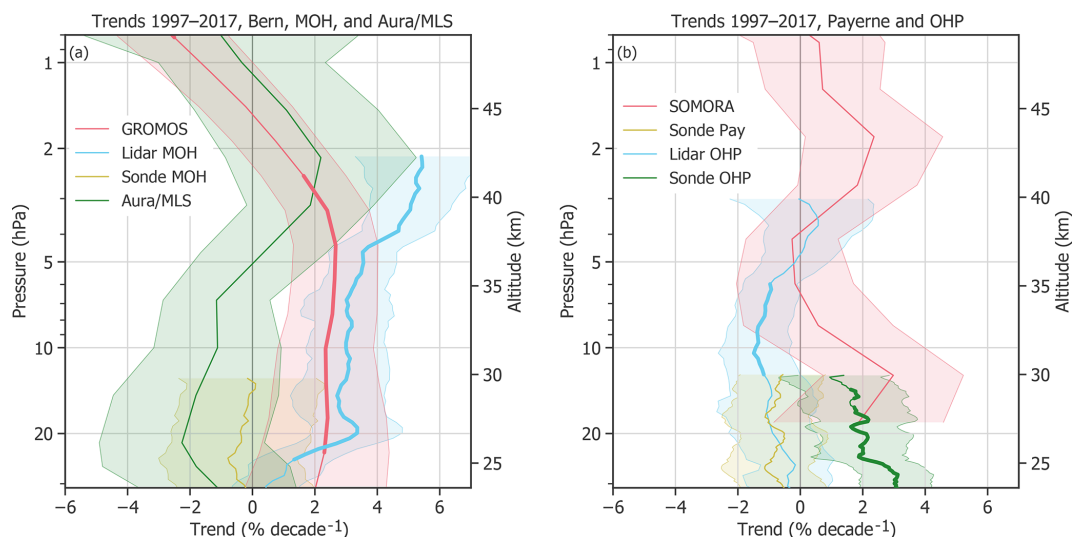 Trends 1997–2017, Bern, MOH, and Aura/MLS
(a)
GROMOS
Lidar MOH
Sonde MOH
Aura/MLS
Pressure (hPa)
1
2
5
10
20
45
40
35
30
25
Altitude (km)
−6 −4 −2 0 2 4 6
Trend (% decade⁻¹)
Trends 1997–2017, Payerne and OHP
(b)
SOMORA
Sonde Pay
Lidar OHP
Sonde OHP
Pressure (hPa)
1
2
5
10
20
45
40
35
30
25
Altitude (km)
−6 −4 −2 0 2 4 6
Trend (% decade⁻¹)